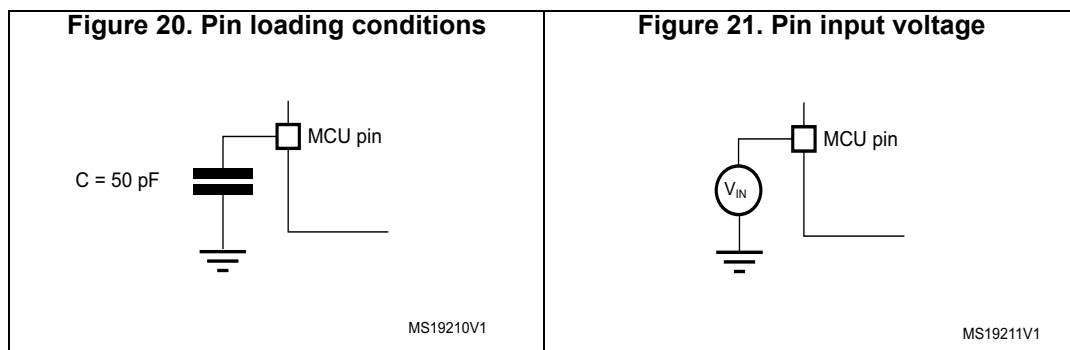 Figure 20. Pin loading conditions
MCU pin
C = 50 pF
MS19210V1
Figure 21. Pin input voltage
MCU pin
VIN
MS19211V1